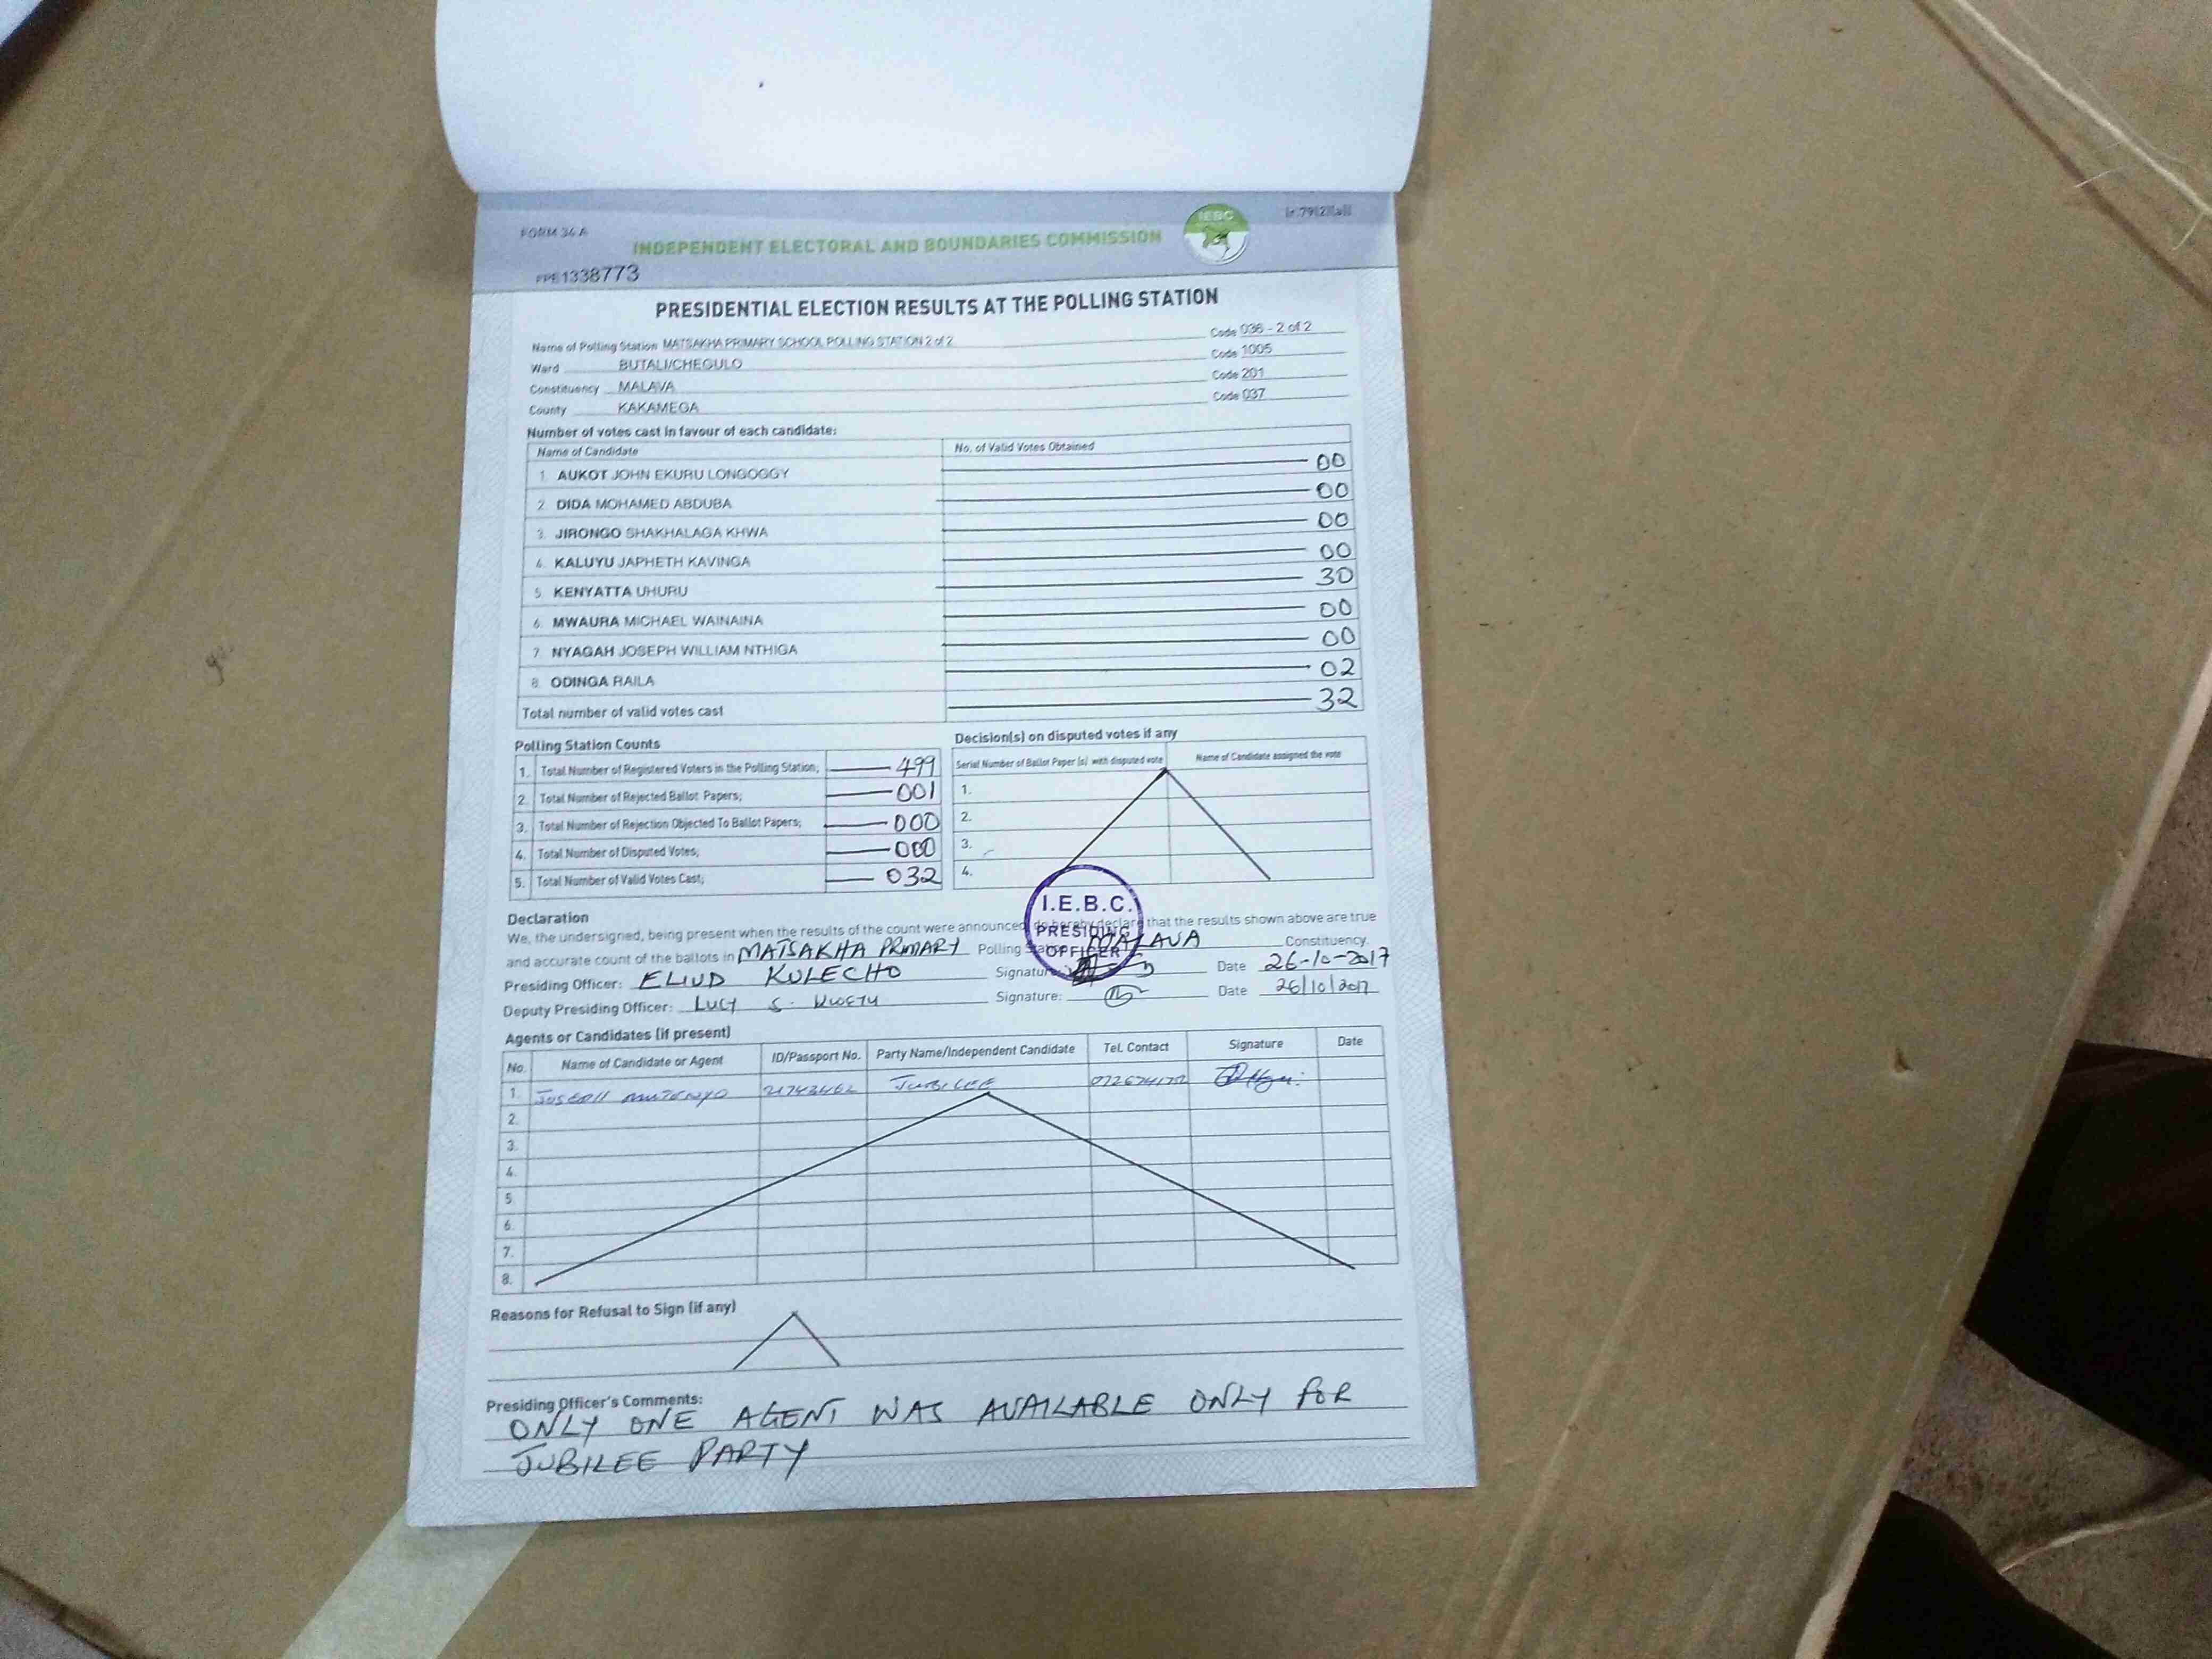 FORM 34 A
INDEPENDENT ELECTORAL AND BOUNDARIES COMMISSION
IEBC
1338773
PRESIDENTIAL ELECTION RESULTS AT THE POLLING STATION
Name of Polling Station MATSAKHA PRIMARY SCHOOL POLLING STATION 2 of 2 Code 036 - 2 of 2
Ward BUTALI/CHEGULO Code 1005
Constituency MALAVA Code 201
County KAKAMEGA Code 037
Number of votes cast in favour of each candidate:
Name of Candidate No. of Valid Votes Obtained
1. AUKOT JOHN EKURU LONGOGGY 00
2. DIDA MOHAMED ABDUBA 00
3. JIRONGO SHAKHALAGA KHWA 00
4. KALUYU JAPHETH KAVINGA 00
5. KENYATTA UHURU 30
6. MWAURA MICHAEL WAINAINA 00
7. NYAGAH JOSEPH WILLIAM NTHIGA 00
8. ODINGA RAILA 02
Total number of valid votes cast 32
Polling Station Counts
1. Total Number of Registered Voters in the Polling Station; 499
2. Total Number of Rejected Ballot Papers; 001
3. Total Number of Rejection Objected To Ballot Papers; 000
4. Total Number of Disputed Votes; 000
5. Total Number of Valid Votes Cast; 032
Decision(s) on disputed votes if any
Serial Number of Ballot Paper (s) with disputed vote Name of Candidate assigned the vote
1.
2.
3.
4.
I.E.B.C.
PRESIDING
OFFICER
Declaration
We, the undersigned, being present when the results of the count were announced, do hereby declare that the results shown above are true
and accurate count of the ballots in MATSAKHA PRIMARY Polling Station MALAVA Constituency.
Presiding Officer: ELIUD KULECHO Signature: Date 26-10-2017
Deputy Presiding Officer: LUCY S. Signature: Date 26/10/2017
Agents or Candidates (if present)
No. Name of Candidate or Agent ID/Passport No. Party Name/Independent Candidate Tel. Contact Signature Date
1. JOSEPH JUBILEE
2.
3.
4.
5.
6.
7.
8.
Reasons for Refusal to Sign (if any)
Presiding Officer's Comments:
ONLY ONE AGENT WAS AVAILABLE ONLY FOR
JUBILEE PARTY